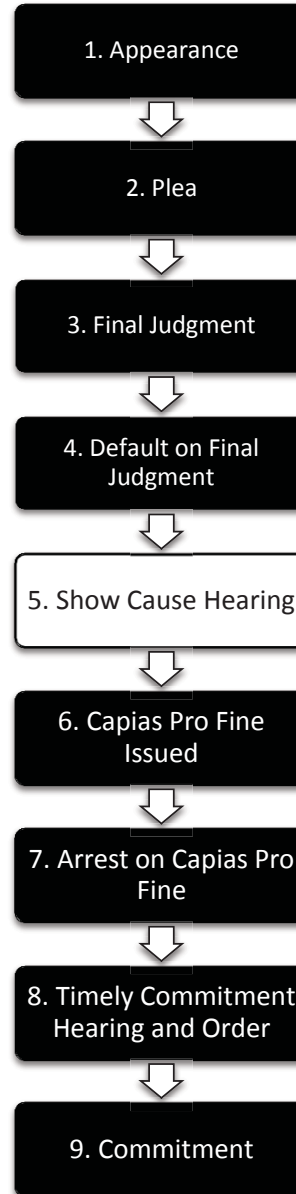 1. Appearance
2. Plea
3. Final Judgment
4. Default on Final
Judgment
5. Show Cause Hearing
6. Capias Pro Fine
Issued
7. Arrest on Capias Pro
Fine
8. Timely Commitment
Hearing and Order
9. Commitment